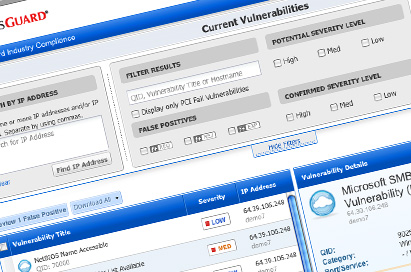 SGUARD®
rd Industry Compliance
Current Vulnerabilities
BY IP ADDRESS
or more IP addresses and/or IP
Separate by using commas.
ch for IP Address
Find IP Address
FILTER RESULTS
QID, Vulnerability Title or Hostname
Display only PCI Fail Vulnerabilities
FALSE POSITIVES
POTENTIAL SEVERITY LEVEL
High Med Low
CONFIRMED SEVERITY LEVEL
High Med Low
Hide Filters
view 1 False Positive Download All
Vulnerability Title Severity IP Address
NetBIOS Name Accessible LOW 64.39.106.248
QID: 70000 demo7
Available MED 64.39.106.248
demo7
Vulnerability Details
Microsoft SMB
Vulnerability
64.39.106.248
demo7
QID:
Category:
Port/Service: